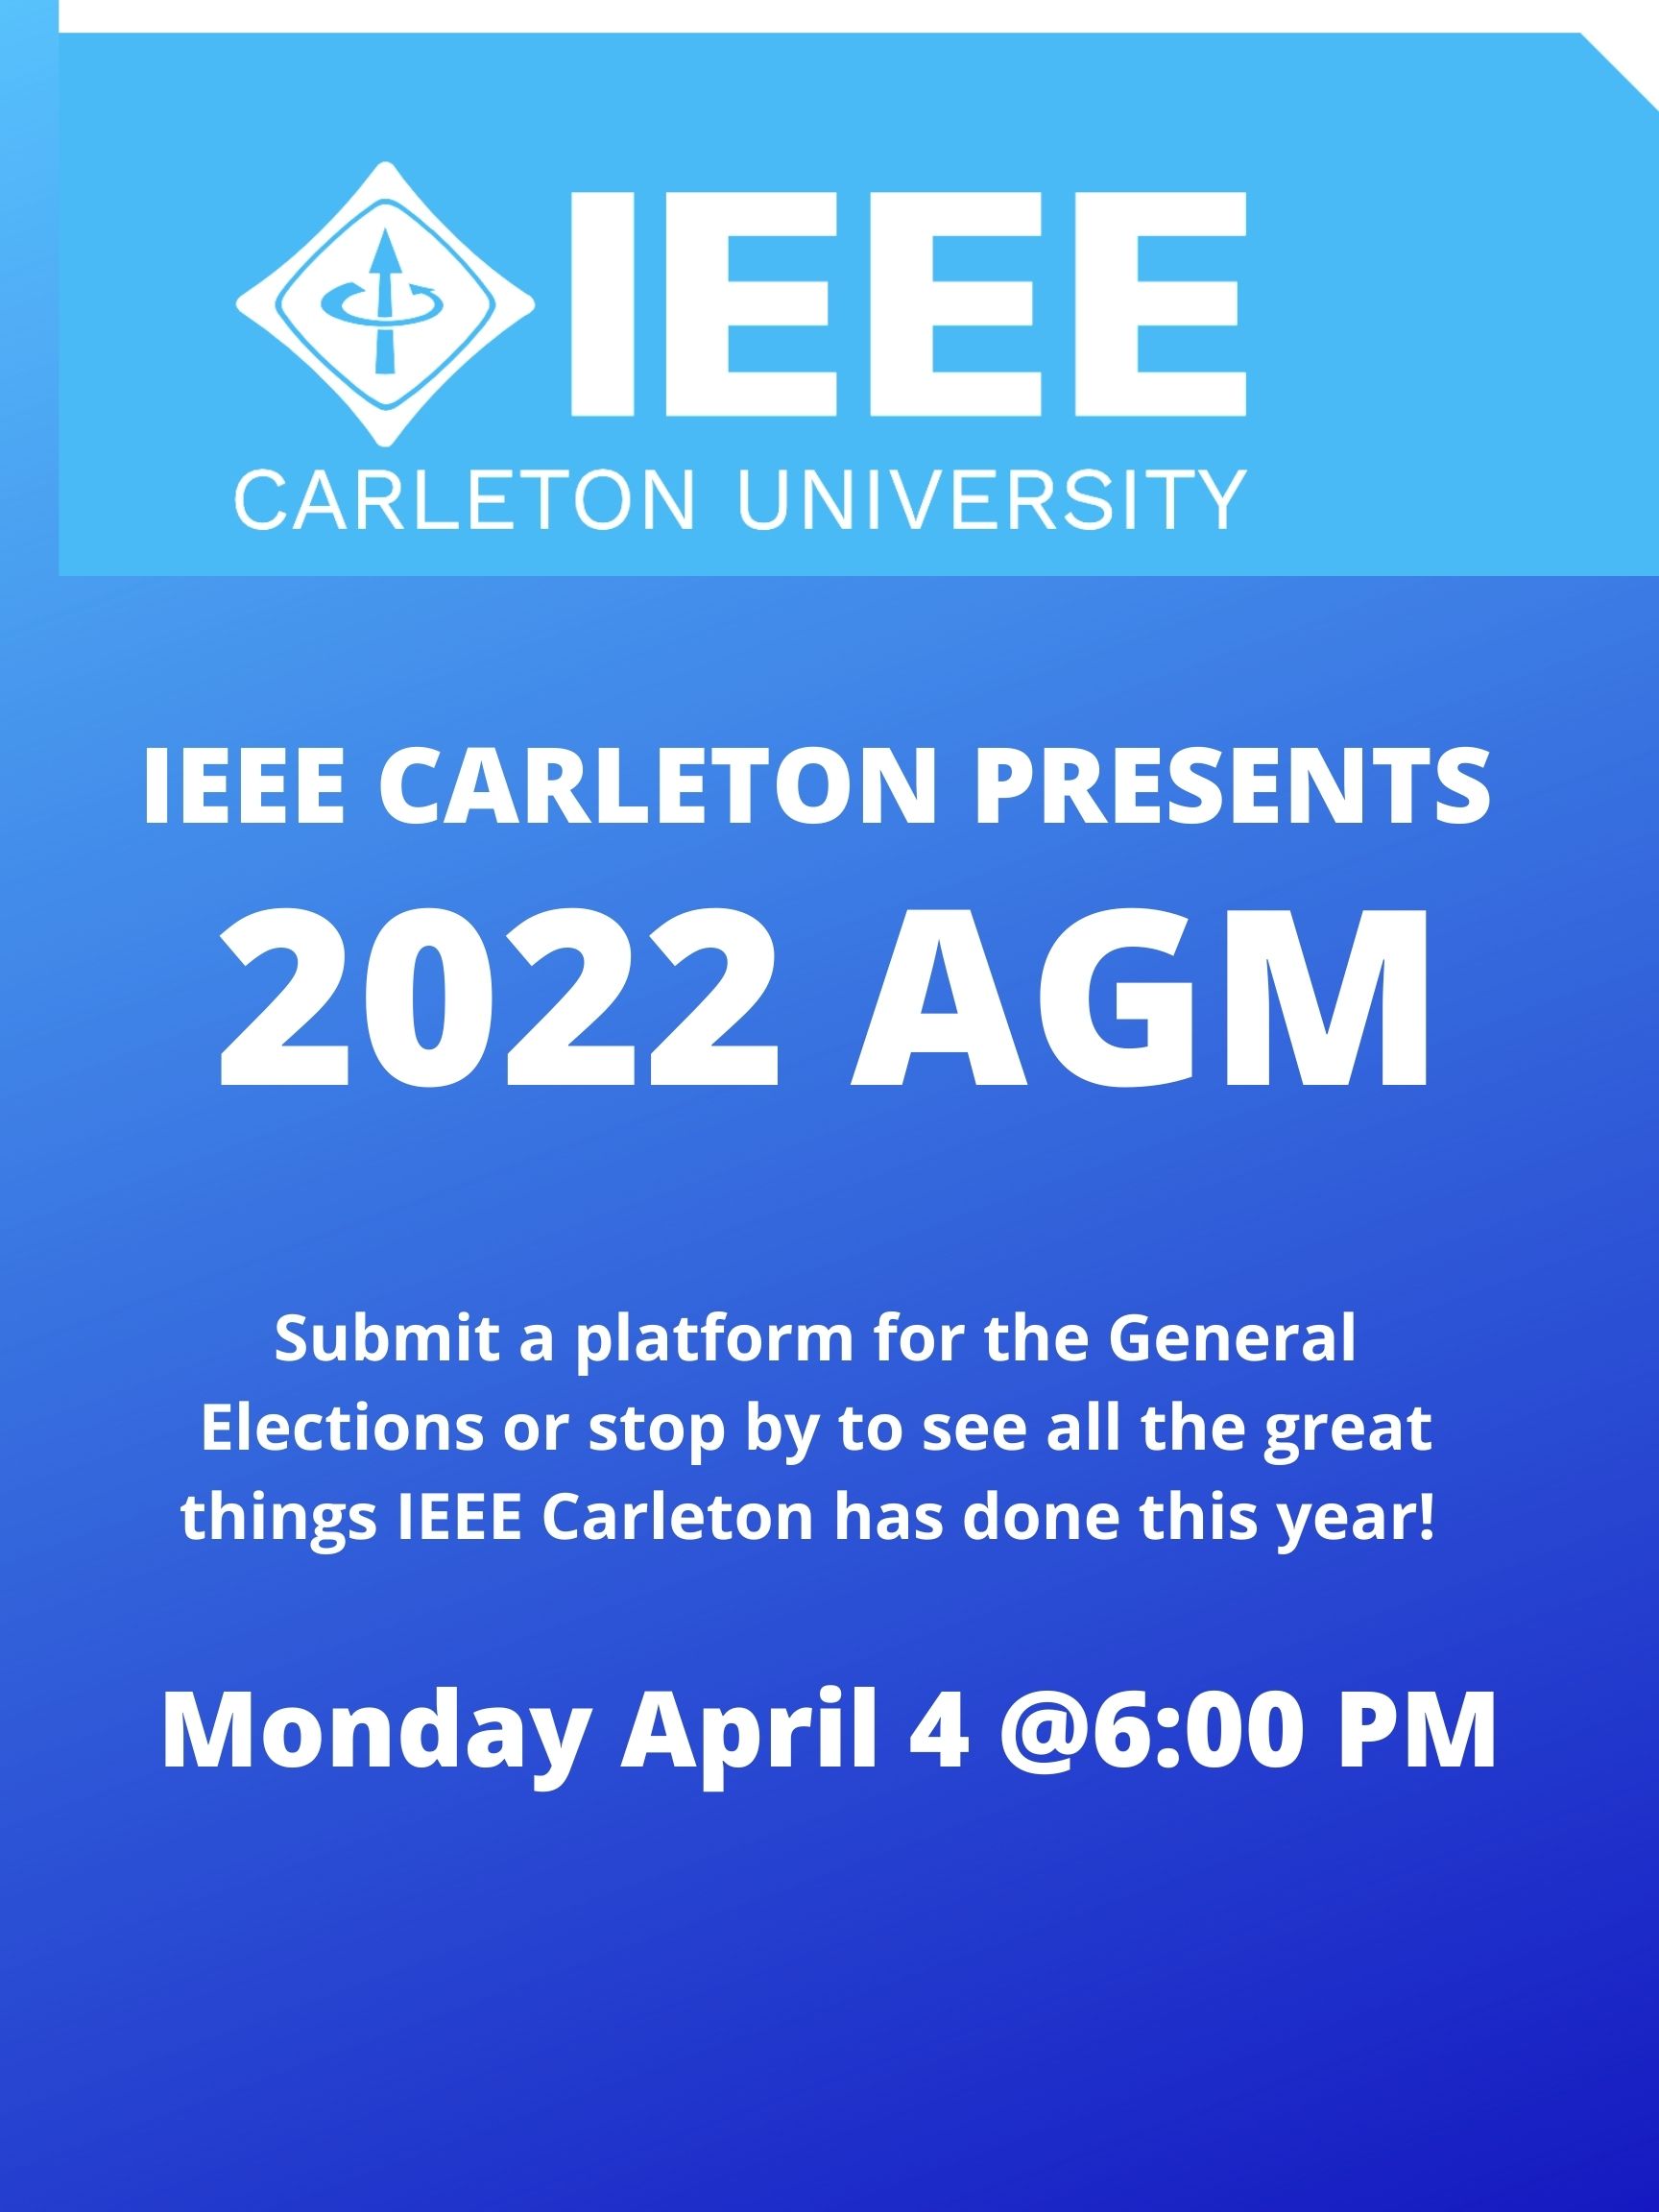 IEEE
CARLETON UNIVERSITY
IEEE CARLETON PRESENTS
2022 AGM
Submit a platform for the General
Elections or stop by to see all the great
things IEEE Carleton has done this year!
Monday April 4 @6:00 PM